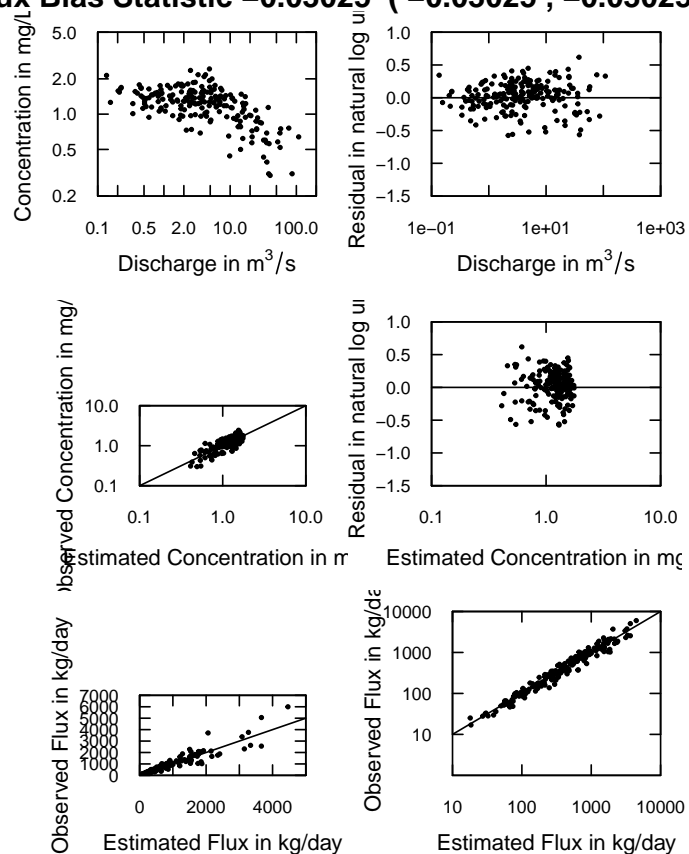 Bias Statistic −0.03025 ( −0.03025 , −0.03025
Concentration in mg/L
5.0
2.0
1.0
0.5
0.2
0.1 0.5 2.0 10.0 100.0
Discharge in m3/s
Residual in natural log
1.0
0.5
0.0
−0.5
−1.0
−1.5
1e−01 1e+01 1e+03
Discharge in m3/s
Observed Concentration in mg/
10.0
1.0
0.1
0.1 1.0 10.0
Estimated Concentration in
Residual in natural log
1.0
0.5
0.0
−0.5
−1.0
−1.5
0.1 1.0 10.0
Estimated Concentration in
Observed Flux in kg/day
7000
6000
5000
4000
3000
2000
1000
0
0 2000 4000
Estimated Flux in kg/day
Observed Flux in kg/day
10000
1000
100
10
10 100 1000 10000
Estimated Flux in kg/day